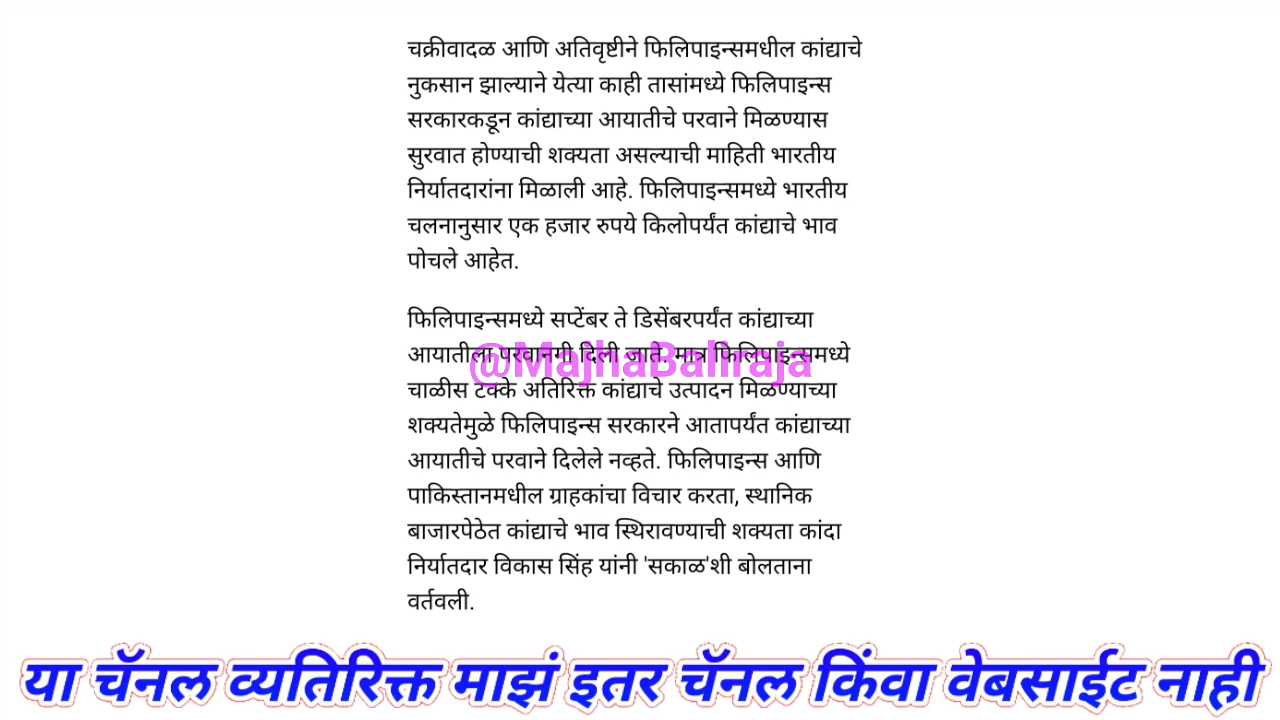 चक्रीवादळ आणि अतिवृष्टीने फिलिपाइन्समधील कांद्याचे
नुकसान झाल्याने येत्या काही तासांमध्ये फिलिपाइन्स
सरकारकडून कांद्याच्या आयातीचे परवाने मिळण्यास
सुरवात होण्याची शक्यता असल्याची माहिती भारतीय
निर्यातदारांना मिळाली आहे. फिलिपाइन्समध्ये भारतीय
चलनानुसार एक हजार रुपये किलोपर्यंत कांद्याचे भाव
पोचले आहेत.
फिलिपाइन्समध्ये सप्टेंबर ते डिसेंबरपर्यंत कांद्याच्या
आयातीला परवानगी दिली जाते. मात्र फिलिपाइन्समध्ये
@MajhaBaliraja
चाळीस टक्के अतिरिक्त कांद्याचे उत्पादन मिळण्याच्या
शक्यतेमुळे फिलिपाइन्स सरकारने आतापर्यंत कांद्याच्या
आयातीचे परवाने दिलेले नव्हते. फिलिपाइन्स आणि
पाकिस्तानमधील ग्राहकांचा विचार करता, स्थानिक
बाजारपेठेत कांद्याचे भाव स्थिरावण्याची शक्यता कांदा
निर्यातदार विकास सिंह यांनी 'सकाळ'शी बोलताना
वर्तवली.
या चॅनल व्यतिरिक्त माझं इतर चॅनल किंवा वेबसाईट नाही